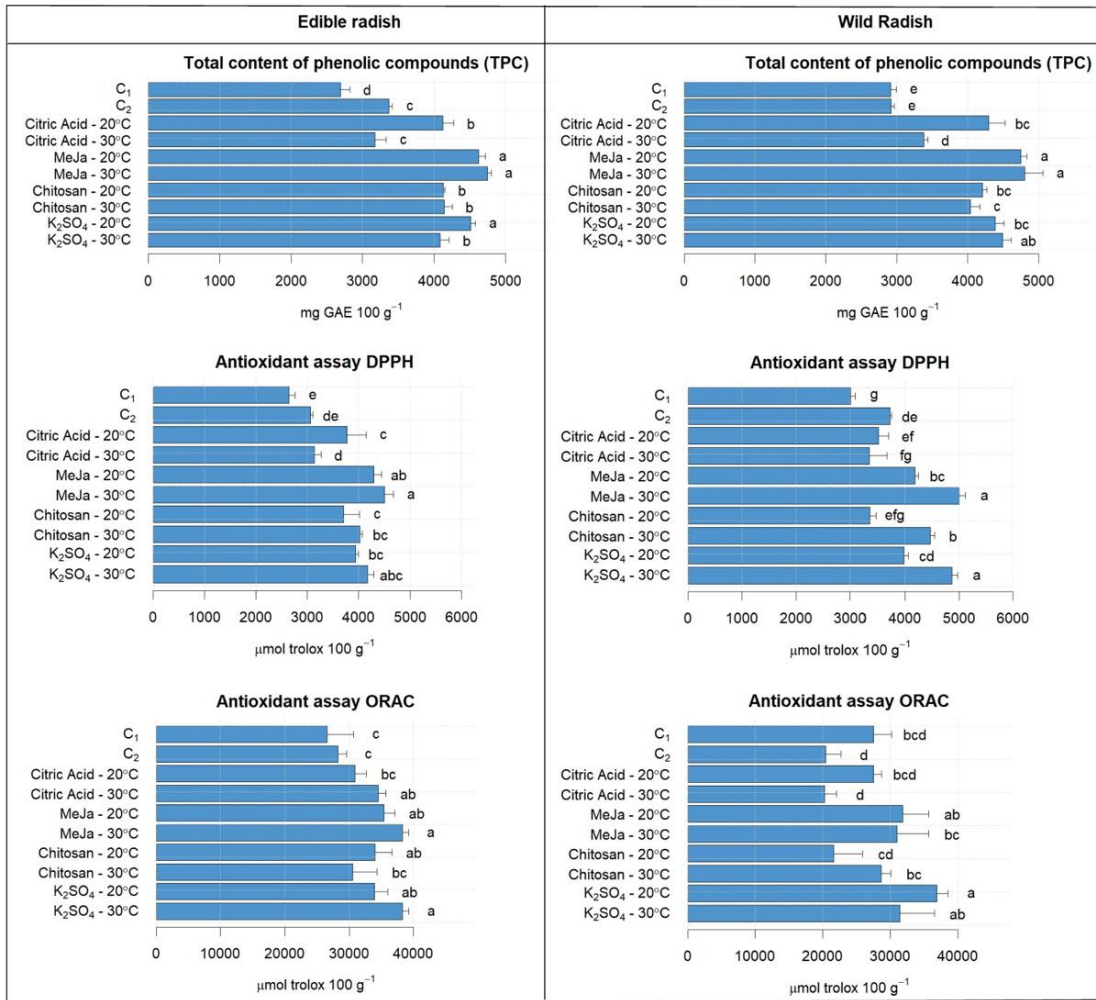 Edible radish
Total content of phenolic compounds (TPC)
C₁ d
C₂ c
Citric Acid - 20°C b
Citric Acid - 30°C c
MeJa - 20°C a
MeJa - 30°C a
Chitosan - 20°C b
Chitosan - 30°C b
K₂SO₄ - 20°C a
K₂SO₄ - 30°C b
0 1000 2000 3000 4000 5000
mg GAE 100 g⁻¹
Antioxidant assay DPPH
C₁ e
C₂ de
Citric Acid - 20°C c
Citric Acid - 30°C d
MeJa - 20°C ab
MeJa - 30°C a
Chitosan - 20°C c
Chitosan - 30°C bc
K₂SO₄ - 20°C bc
K₂SO₄ - 30°C abc
0 1000 2000 3000 4000 5000 6000
μmol trolox 100 g⁻¹
Antioxidant assay ORAC
C₁ c
C₂ c
Citric Acid - 20°C bc
Citric Acid - 30°C ab
MeJa - 20°C ab
MeJa - 30°C a
Chitosan - 20°C ab
Chitosan - 30°C bc
K₂SO₄ - 20°C ab
K₂SO₄ - 30°C a
0 10000 20000 30000 40000
μmol trolox 100 g⁻¹
Wild Radish
Total content of phenolic compounds (TPC)
C₁ e
C₂ e
Citric Acid - 20°C bc
Citric Acid - 30°C d
MeJa - 20°C a
MeJa - 30°C a
Chitosan - 20°C bc
Chitosan - 30°C c
K₂SO₄ - 20°C bc
K₂SO₄ - 30°C ab
0 1000 2000 3000 4000 5000
mg GAE 100 g⁻¹
Antioxidant assay DPPH
C₁ g
C₂ de
Citric Acid - 20°C ef
Citric Acid - 30°C fg
MeJa - 20°C bc
MeJa - 30°C a
Chitosan - 20°C efg
Chitosan - 30°C b
K₂SO₄ - 20°C cd
K₂SO₄ - 30°C a
0 1000 2000 3000 4000 5000 6000
μmol trolox 100 g⁻¹
Antioxidant assay ORAC
C₁ bcd
C₂ d
Citric Acid - 20°C bcd
Citric Acid - 30°C d
MeJa - 20°C ab
MeJa - 30°C bc
Chitosan - 20°C cd
Chitosan - 30°C bc
K₂SO₄ - 20°C a
K₂SO₄ - 30°C ab
0 10000 20000 30000 40000
μmol trolox 100 g⁻¹